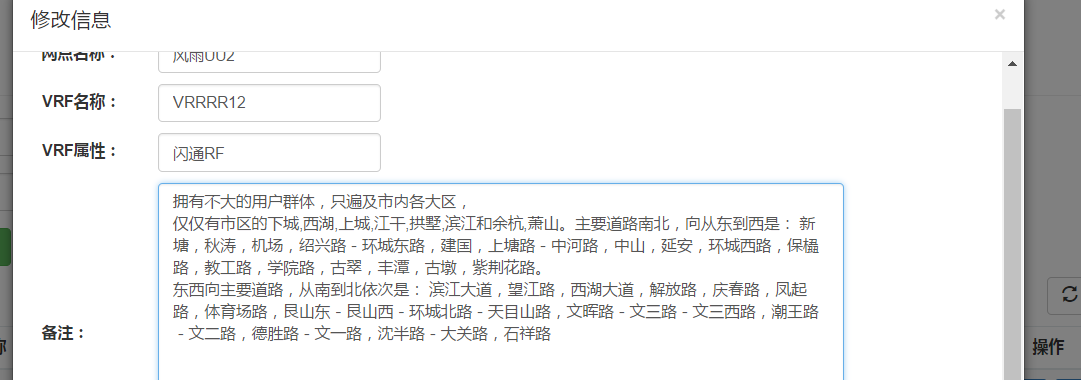 修改信息
×
网点名称：
风雨UU2
VRF名称：
VRRRR12
VRF属性：
闪通RF
拥有不大的用户群体，只遍及市内各大区，
仅仅有市区的下城,西湖,上城,江干,拱墅,滨江和余杭,萧山。主要道路南北，向从东到西是： 新
塘，秋涛，机场，绍兴路－环城东路，建国，上塘路－中河路，中山，延安，环城西路，保樋
路，教工路，学院路，古翠，丰潭，古墩，紫荆花路。
东西向主要道路，从南到北依次是： 滨江大道，望江路，西湖大道，解放路，庆春路，凤起
路，体育场路，艮山东－艮山西－环城北路－天目山路，文晖路－文三路－文三西路，潮王路
－文二路，德胜路－文一路，沈半路－大关路，石祥路
备注：
称
操作